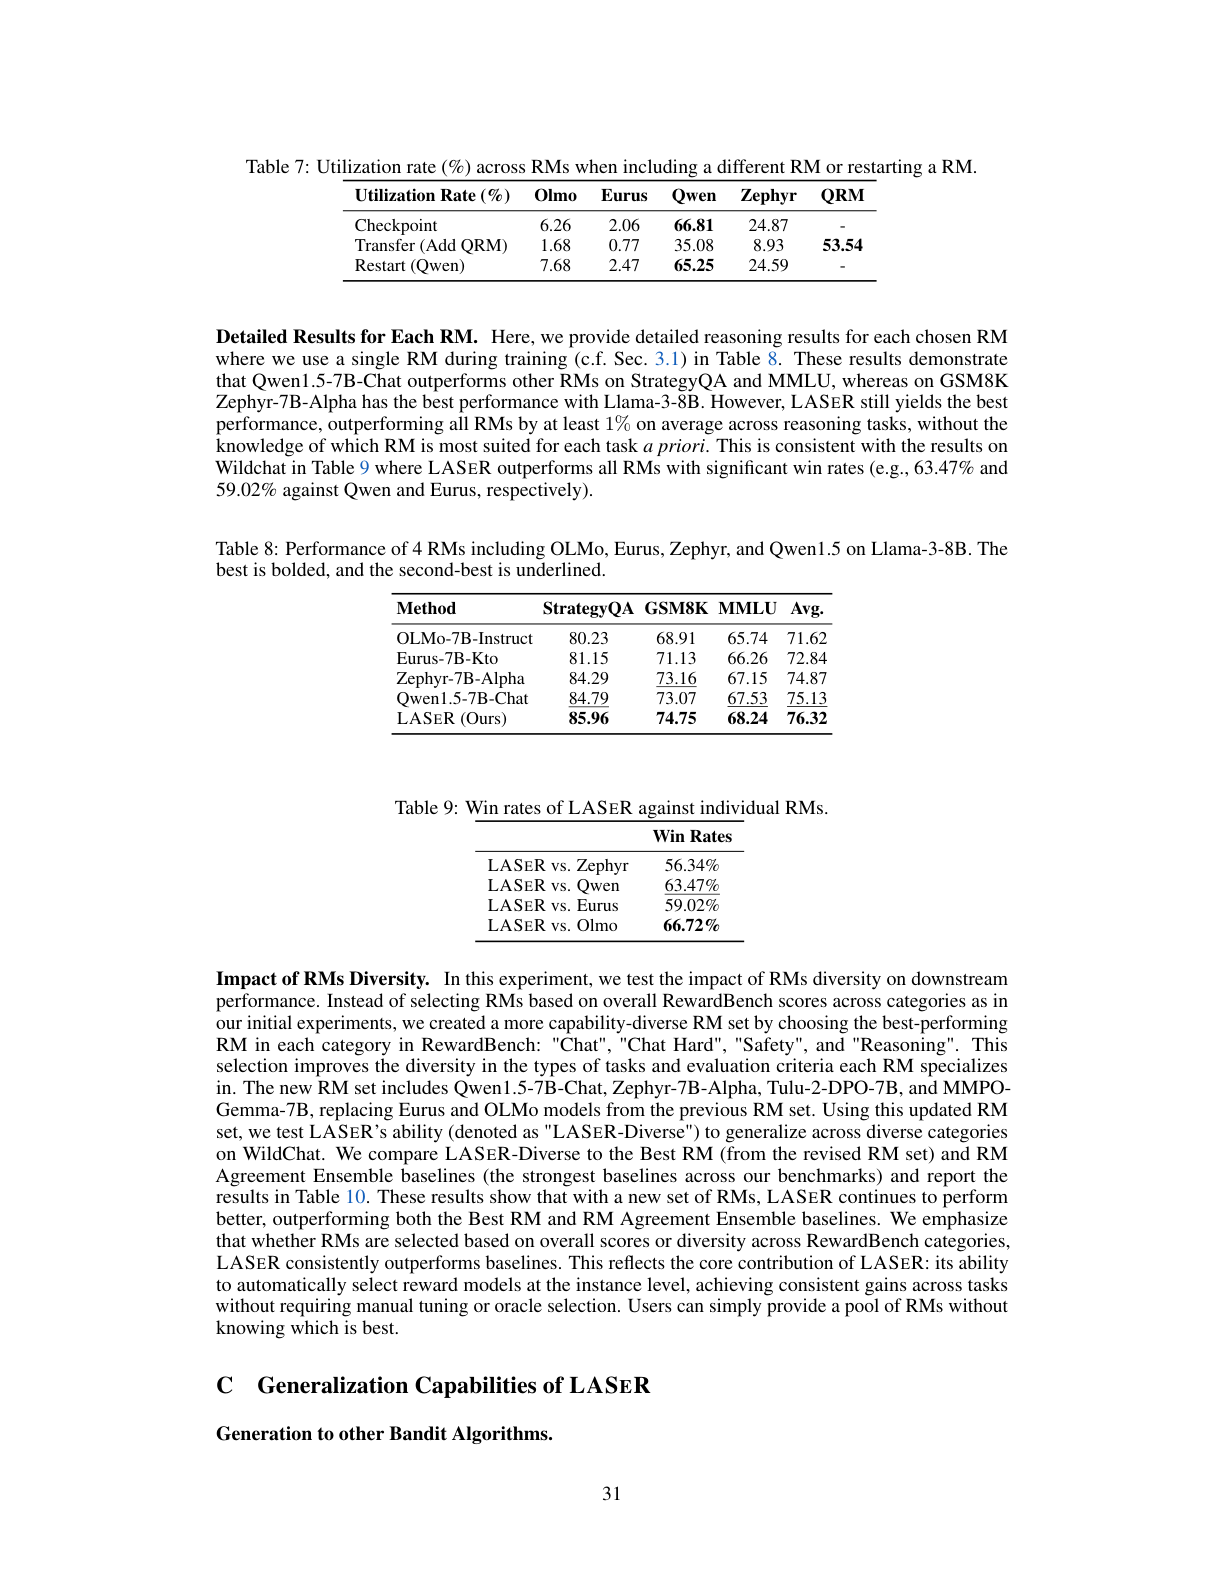 Table 7: Utilization rate (%) across RMs when including a different RM or restarting a RM.
Utilization Rate (%) Olmo Eurus Qwen Zephyr QRM
Checkpoint 6.26 2.06 66.81 24.87 -
Transfer (Add QRM) 1.68 0.77 35.08 8.93 53.54
Restart (Qwen) 7.68 2.47 65.25 24.59 -
Detailed Results for Each RM. Here, we provide detailed reasoning results for each chosen RM
where we use a single RM during training (c.f. Sec. 3.1) in Table 8. These results demonstrate
that Qwen1.5-7B-Chat outperforms other RMs on StrategyQA and MMLU, whereas on GSM8K
Zephyr-7B-Alpha has the best performance with Llama-3-8B. However, LASER still yields the best
performance, outperforming all RMs by at least 1% on average across reasoning tasks, without the
knowledge of which RM is most suited for each task a priori. This is consistent with the results on
Wildchat in Table 9 where LASER outperforms all RMs with significant win rates (e.g., 63.47% and
59.02% against Qwen and Eurus, respectively).
Table 8: Performance of 4 RMs including OLMo, Eurus, Zephyr, and Qwen1.5 on Llama-3-8B. The
best is bolded, and the second-best is underlined.
Method StrategyQA GSM8K MMLU Avg.
OLMo-7B-Instruct 80.23 68.91 65.74 71.62
Eurus-7B-Kto 81.15 71.13 66.26 72.84
Zephyr-7B-Alpha 84.29 73.16 67.15 74.87
Qwen1.5-7B-Chat 84.79 73.07 67.53 75.13
LASER (Ours) 85.96 74.75 68.24 76.32
Table 9: Win rates of LASER against individual RMs.
Win Rates
LASER vs. Zephyr 56.34%
LASER vs. Qwen 63.47%
LASER vs. Eurus 59.02%
LASER vs. Olmo 66.72%
Impact of RMs Diversity. In this experiment, we test the impact of RMs diversity on downstream
performance. Instead of selecting RMs based on overall RewardBench scores across categories as in
our initial experiments, we created a more capability-diverse RM set by choosing the best-performing
RM in each category in RewardBench: "Chat", "Chat Hard", "Safety", and "Reasoning". This
selection improves the diversity in the types of tasks and evaluation criteria each RM specializes
in. The new RM set includes Qwen1.5-7B-Chat, Zephyr-7B-Alpha, Tulu-2-DPO-7B, and MMPO-
Gemma-7B, replacing Eurus and OLMo models from the previous RM set. Using this updated RM
set, we test LASER's ability (denoted as "LASER-Diverse") to generalize across diverse categories
on WildChat. We compare LASER-Diverse to the Best RM (from the revised RM set) and RM
Agreement Ensemble baselines (the strongest baselines across our benchmarks) and report the
results in Table 10. These results show that with a new set of RMs, LASER continues to perform
better, outperforming both the Best RM and RM Agreement Ensemble baselines. We emphasize
that whether RMs are selected based on overall scores or diversity across RewardBench categories,
LASER consistently outperforms baselines. This reflects the core contribution of LASER: its ability
to automatically select reward models at the instance level, achieving consistent gains across tasks
without requiring manual tuning or oracle selection. Users can simply provide a pool of RMs without
knowing which is best.
C Generalization Capabilities of LASER
Generation to other Bandit Algorithms.
31